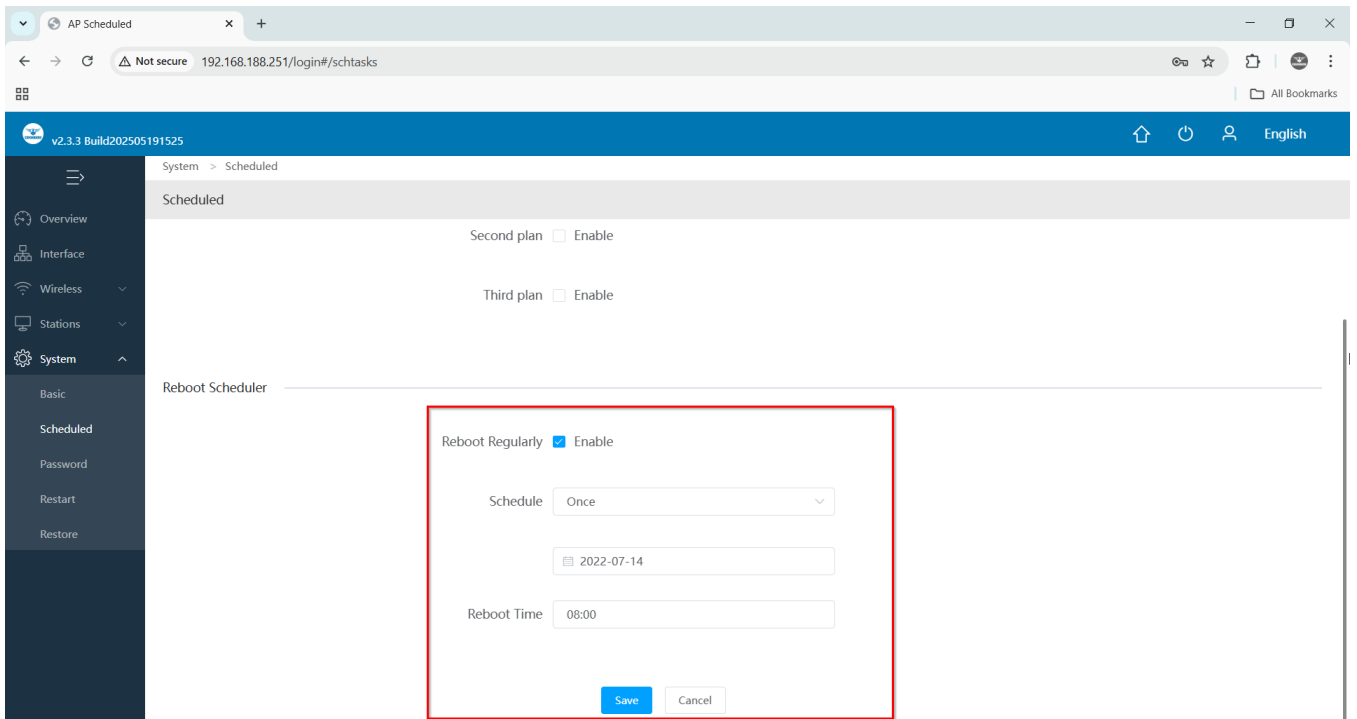 AP Scheduled
Not secure 192.168.188.251/login#/schtasks
All Bookmarks
v2.3.3 Build202505191525
English
System > Scheduled
Scheduled
Overview
Interface
Wireless
Stations
System
Basic
Scheduled
Password
Restart
Restore
Second plan Enable
Third plan Enable
Reboot Scheduler
Reboot Regularly Enable
Schedule Once
2022-07-14
Reboot Time 08:00
Save Cancel